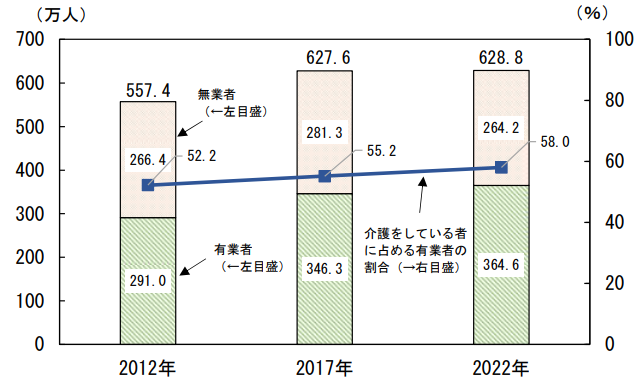 （万人）
（％）
700
600
500
400
300
200
100
0
100
80
60
40
20
0
557.4
627.6
628.8
無業者
（←左目盛）
266.4
281.3
264.2
52.2
55.2
58.0
有業者
（←左目盛）
介護をしている者
に占める有業者の
割合（→右目盛）
291.0
346.3
364.6
2012年
2017年
2022年